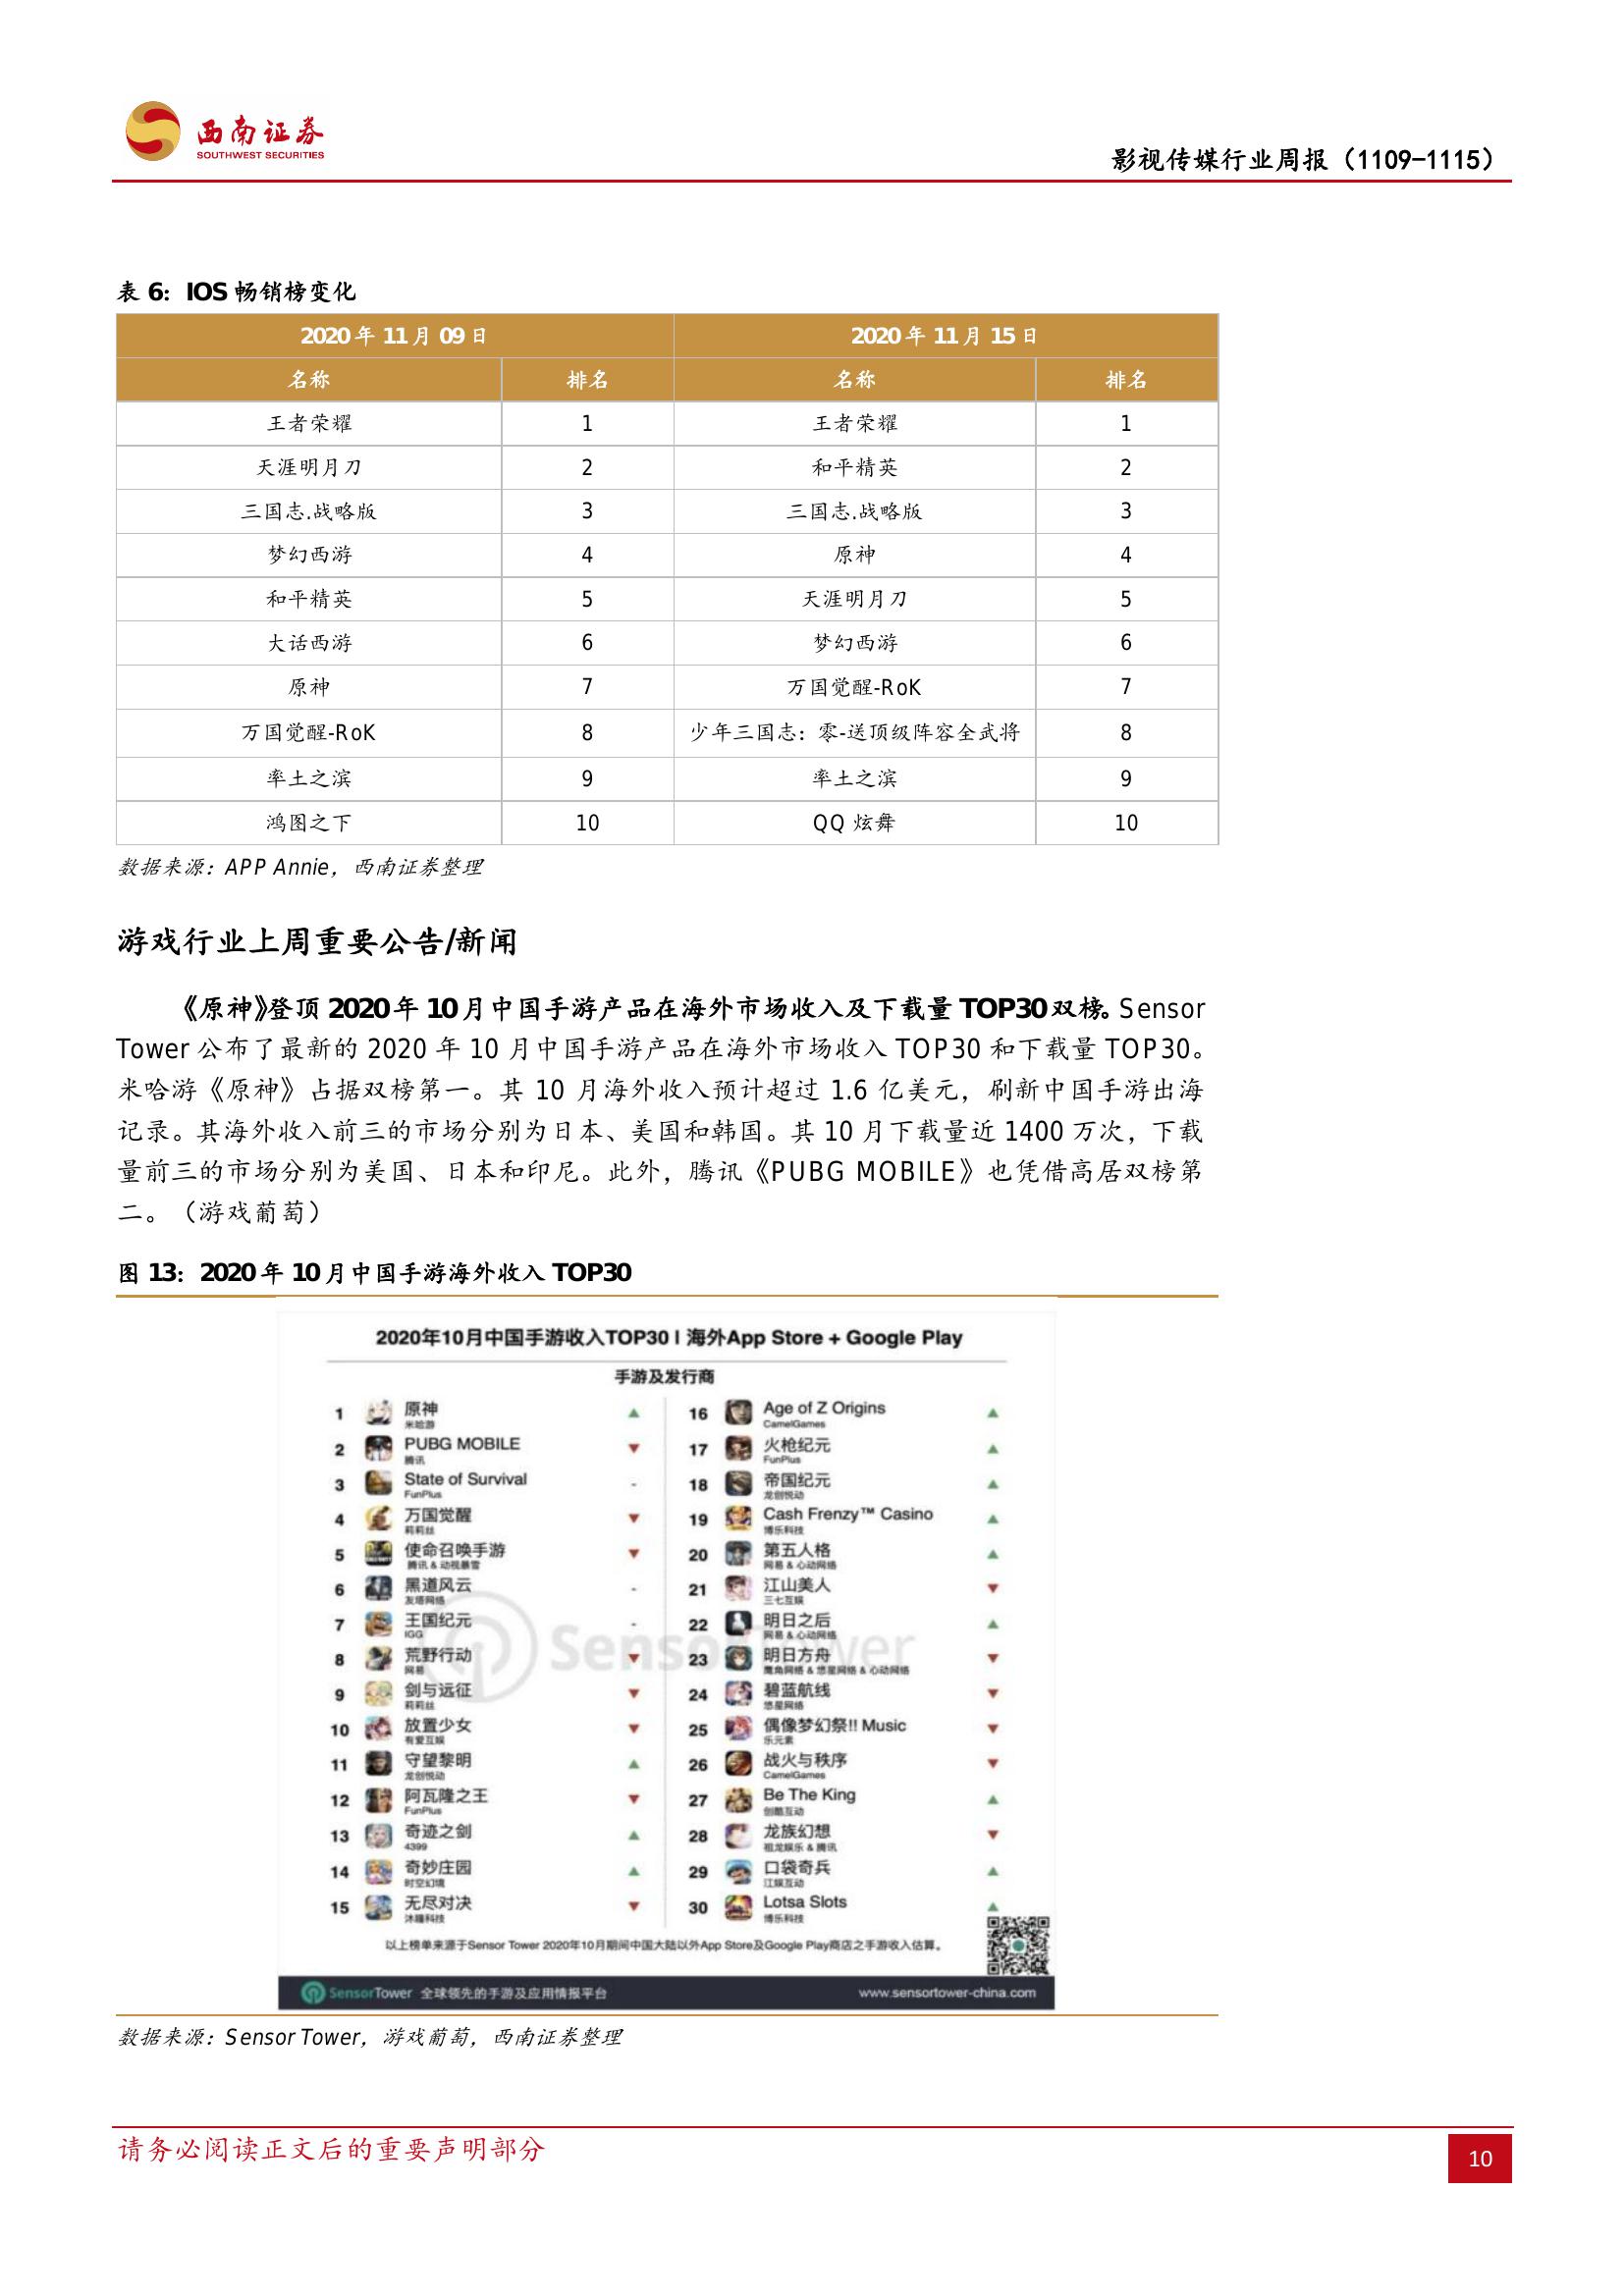 西南证券
SOUTHWEST SECURITIES
影视传媒行业周报（1109-1115）
表 6：IOS 畅销榜变化
2020 年 11 月 09 日 2020 年 11 月 15 日
名称 排名 名称 排名
王者荣耀 1 王者荣耀 1
天涯明月刀 2 和平精英 2
三国志.战略版 3 三国志.战略版 3
梦幻西游 4 原神 4
和平精英 5 天涯明月刀 5
大话西游 6 梦幻西游 6
原神 7 万国觉醒-RoK 7
万国觉醒-RoK 8 少年三国志：零-送顶级阵容全武将 8
率土之滨 9 率土之滨 9
鸿图之下 10 QQ 炫舞 10
数据来源：APP Annie，西南证券整理
游戏行业上周重要公告/新闻
《原神》登顶 2020 年 10 月中国手游产品在海外市场收入及下载量 TOP30 双榜。Sensor
Tower 公布了最新的 2020 年 10 月中国手游产品在海外市场收入 TOP30 和下载量 TOP30。
米哈游《原神》占据双榜第一。其 10 月海外收入预计超过 1.6 亿美元，刷新中国手游出海
记录。其海外收入前三的市场分别为日本、美国和韩国。其 10 月下载量近 1400 万次，下载
量前三的市场分别为美国、日本和印尼。此外，腾讯《PUBG MOBILE》也凭借高居双榜第
二。（游戏葡萄）
图 13：2020 年 10 月中国手游海外收入 TOP30
2020年10月中国手游收入TOP30 | 海外App Store + Google Play
手游及发行商
1 原神
米哈游
2 PUBG MOBILE
腾讯
3 State of Survival -
FunPlus
4 万国觉醒
莉莉丝
5 使命召唤手游
腾讯 & 动视暴雪
6 黑道风云 -
友塔网络
7 王国纪元 -
IGG
8 荒野行动
网易
9 剑与远征
莉莉丝
10 放置少女
有爱互娱
11 守望黎明
龙创悦动
12 阿瓦隆之王
FunPlus
13 奇迹之剑
4399
14 奇妙庄园
时空幻境
15 无尽对决
沐瞳科技
16 Age of Z Origins
CamelGames
17 火枪纪元
FunPlus
18 帝国纪元
龙创悦动
19 Cash Frenzy™ Casino
博乐科技
20 第五人格
网易 & 心动网络
21 江山美人
三七互娱
22 明日之后
网易 & 心动网络
23 明日方舟
鹰角网络 & 悠星网络 & 心动网络
24 碧蓝航线
悠星网络
25 偶像梦幻祭!! Music
乐元素
26 战火与秩序
CamelGames
27 Be The King
创酷互动
28 龙族幻想
祖龙娱乐 & 腾讯
29 口袋奇兵
江娱互动
30 Lotsa Slots
博乐科技
SensorTower
以上榜单来源于Sensor Tower 2020年10月期间中国大陆以外App Store及Google Play商店之手游收入估算。
SensorTower 全球领先的手游及应用情报平台 www.sensortower-china.com
数据来源：Sensor Tower，游戏葡萄，西南证券整理
请务必阅读正文后的重要声明部分 10